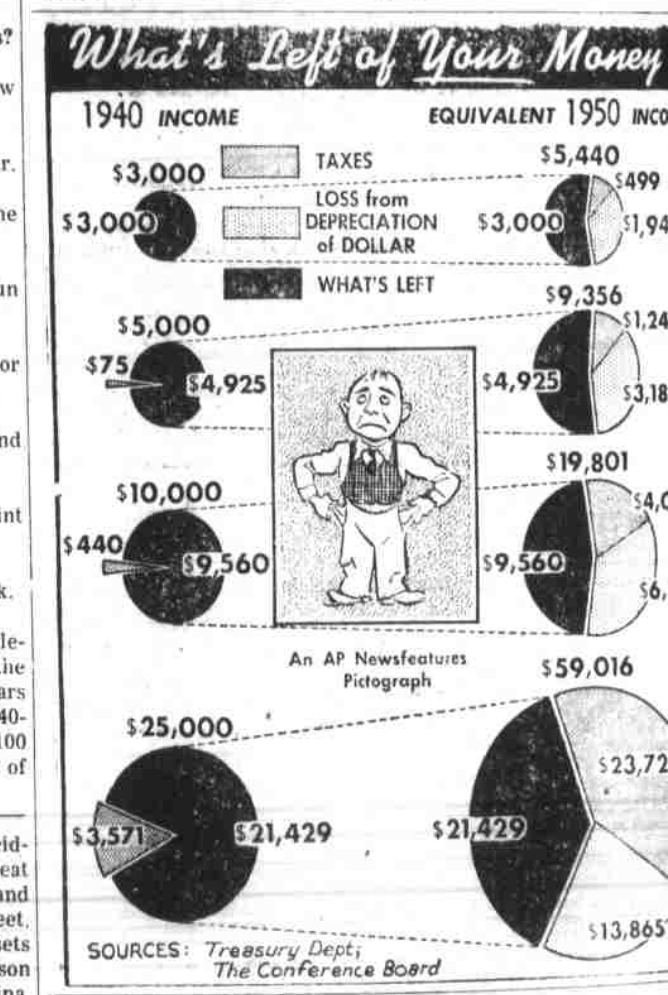 What's Left of Your Money
1940 INCOME
EQUIVALENT 1950
TAXES
LOSS from
DEPRECIATION
of DOLLAR
WHAT'S LEFT
$3,000
$3,000
$5,440
$499
$3,000
$5,000
$75
$4,925
$9,356
$4,925
$10,000
$440
$9,560
$19,801
$9,560
An AP Newsfeatures
Pictograph
$25,000
$3,571
$21,429
$59,016
$21,429
$13,865
SOURCES: Treasury Dept;
The Conference Board